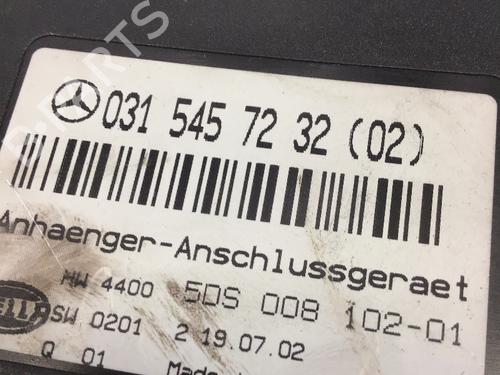 031 545 72 32 (02)
Anhaenger-Anschlussgeraet
HW 4400 5DS 008 102-01
SW 0201 2 19.07.02
Q 01 Made